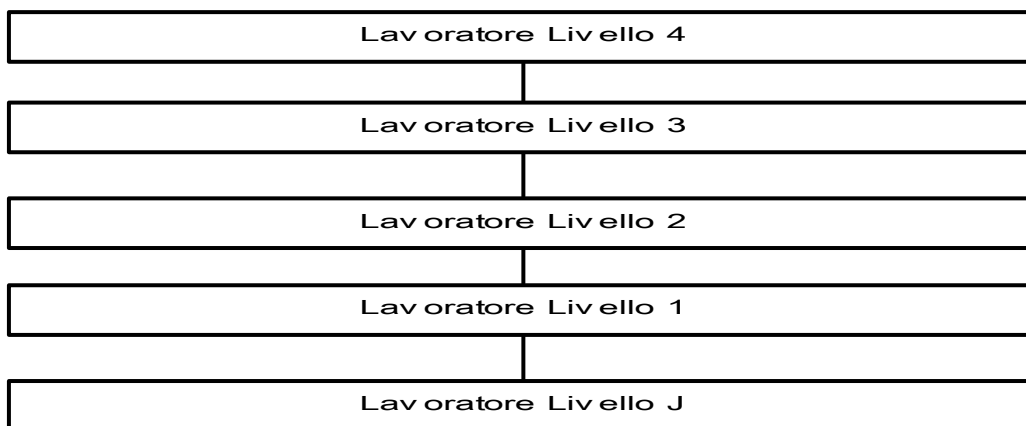 Lavoratore Livello 4
Lavoratore Livello 3
Lavoratore Livello 2
Lavoratore Livello 1
Lavoratore Livello J